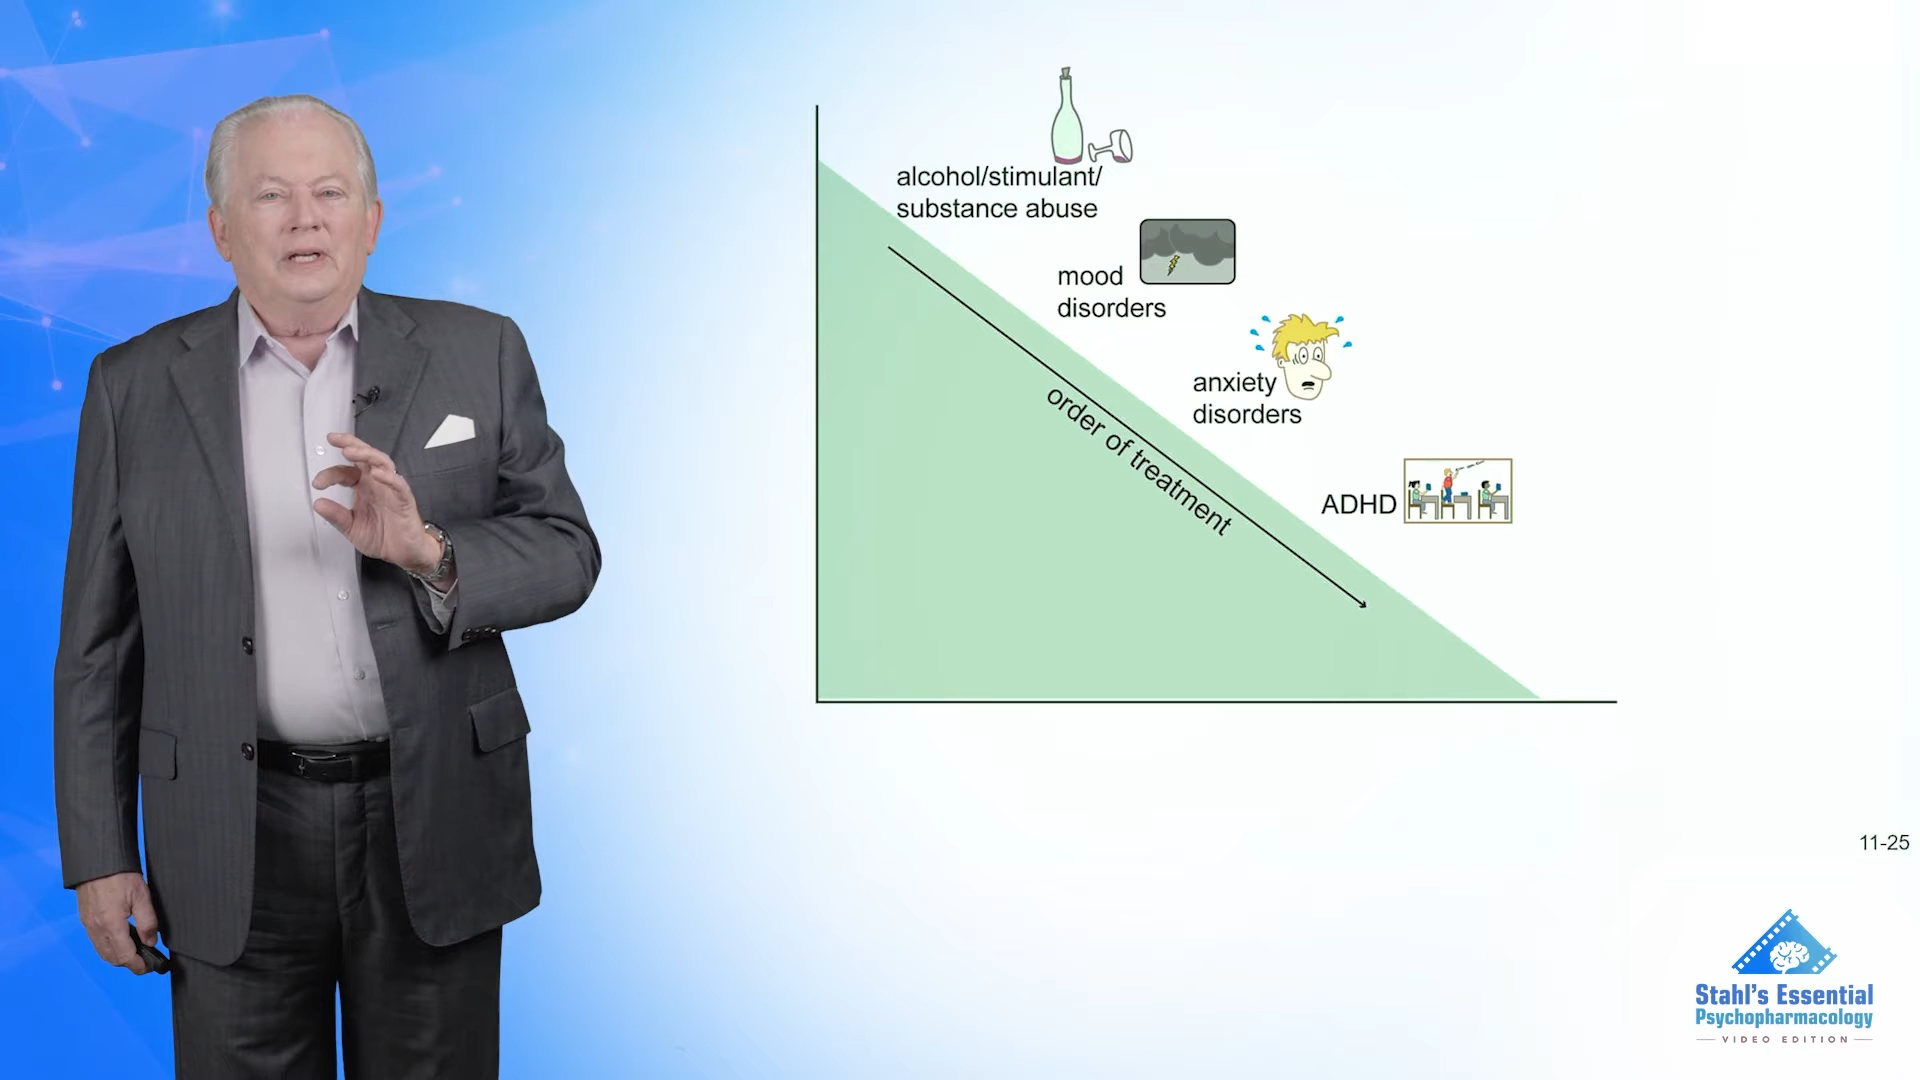 alcohol/stimulant/
substance abuse
mood
disorders
anxiety
disorders
order of treatment
ADHD
11-25
Stahl's Essential
Psychopharmacology
VIDEO EDITION